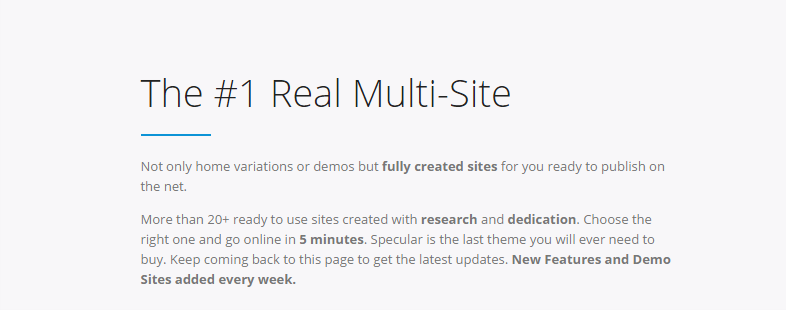 The #1 Real Multi-Site
Not only home variations or demos but fully created sites for you ready to publish on
the net.
More than 20+ ready to use sites created with research and dedication. Choose the
right one and go online in 5 minutes. Specular is the last theme you will ever need to
buy. Keep coming back to this page to get the latest updates. New Features and Demo
Sites added every week.